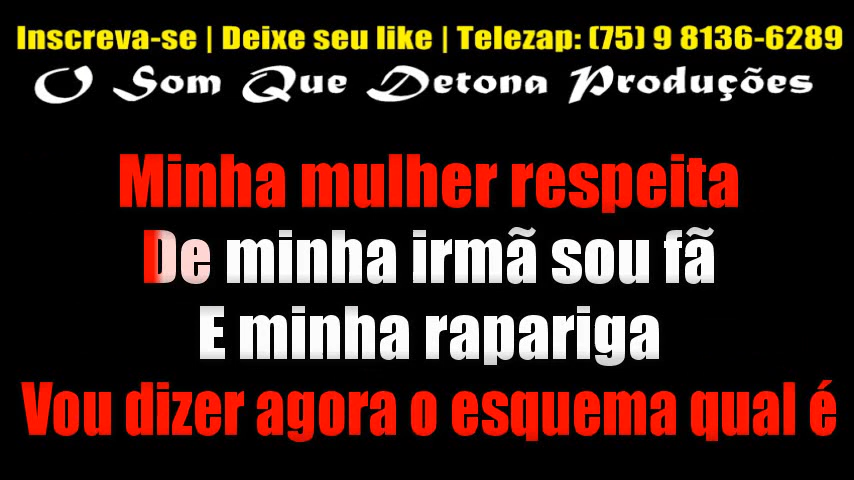 Inscreva-se | Deixe seu like | Telezap: (75) 9 8136-6289
O Som Que Detona Produções
Minha mulher respeita
De minha irmã sou fã
E minha rapariga
Vou dizer agora o esquema qual é